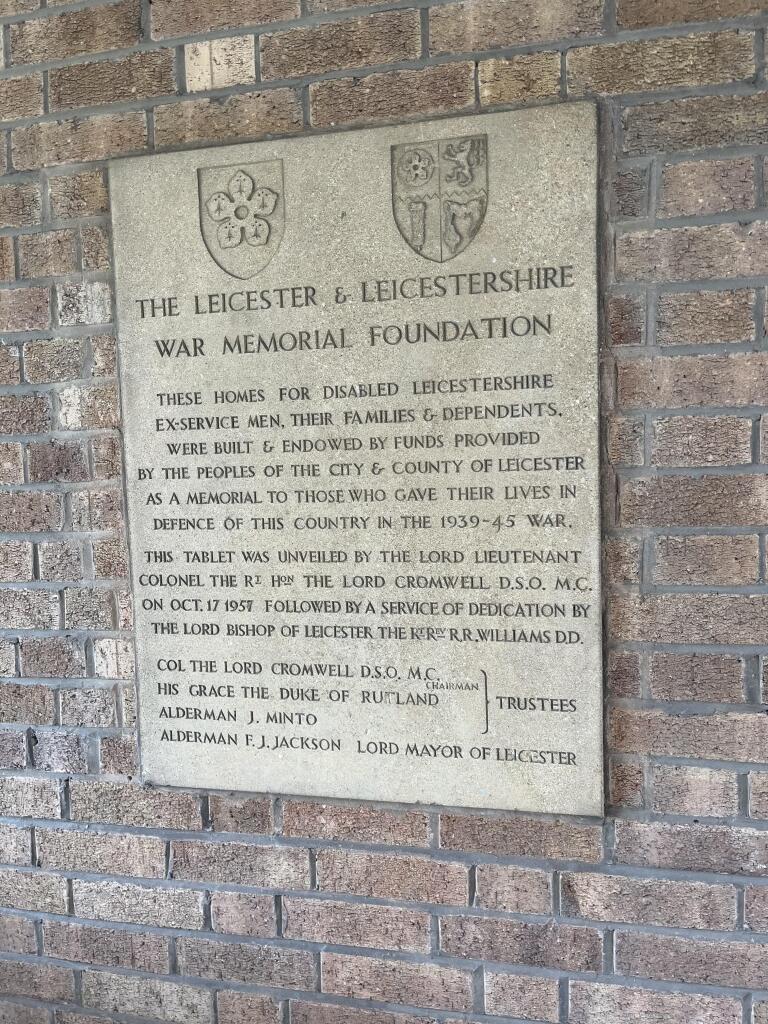 THE LEICESTER & LEICESTERSHIRE
WAR MEMORIAL FOUNDATION
THESE HOMES FOR DISABLED LEICESTERSHIRE
EX-SERVICE MEN, THEIR FAMILIES & DEPENDENTS,
WERE BUILT & ENDOWED BY FUNDS PROVIDED
BY THE PEOPLES OF THE CITY & COUNTY OF LEICESTER
AS A MEMORIAL TO THOSE WHO GAVE THEIR LIVES IN
DEFENCE OF THIS COUNTRY IN THE 1939-45 WAR.
THIS TABLET WAS UNVEILED BY THE LORD LIEUTENANT
COLONEL THE RT HON THE LORD CROMWELL D.S.O. M.C.
ON OCT. 17 1957 FOLLOWED BY A SERVICE OF DEDICATION BY
THE LORD BISHOP OF LEICESTER THE RT REV R.R. WILLIAMS D.D.
COL THE LORD CROMWELL D.S.O. M.C.
CHAIRMAN
HIS GRACE THE DUKE OF RUTLAND
TRUSTEES
ALDERMAN J. MINTO
ALDERMAN F. J. JACKSON LORD MAYOR OF LEICESTER